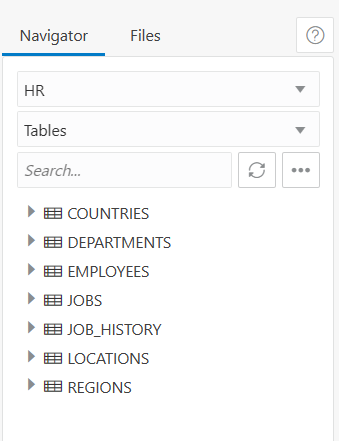 Navigator Files
HR
Tables
Search...
COUNTRIES
DEPARTMENTS
EMPLOYEES
JOBS
JOB_HISTORY
LOCATIONS
REGIONS